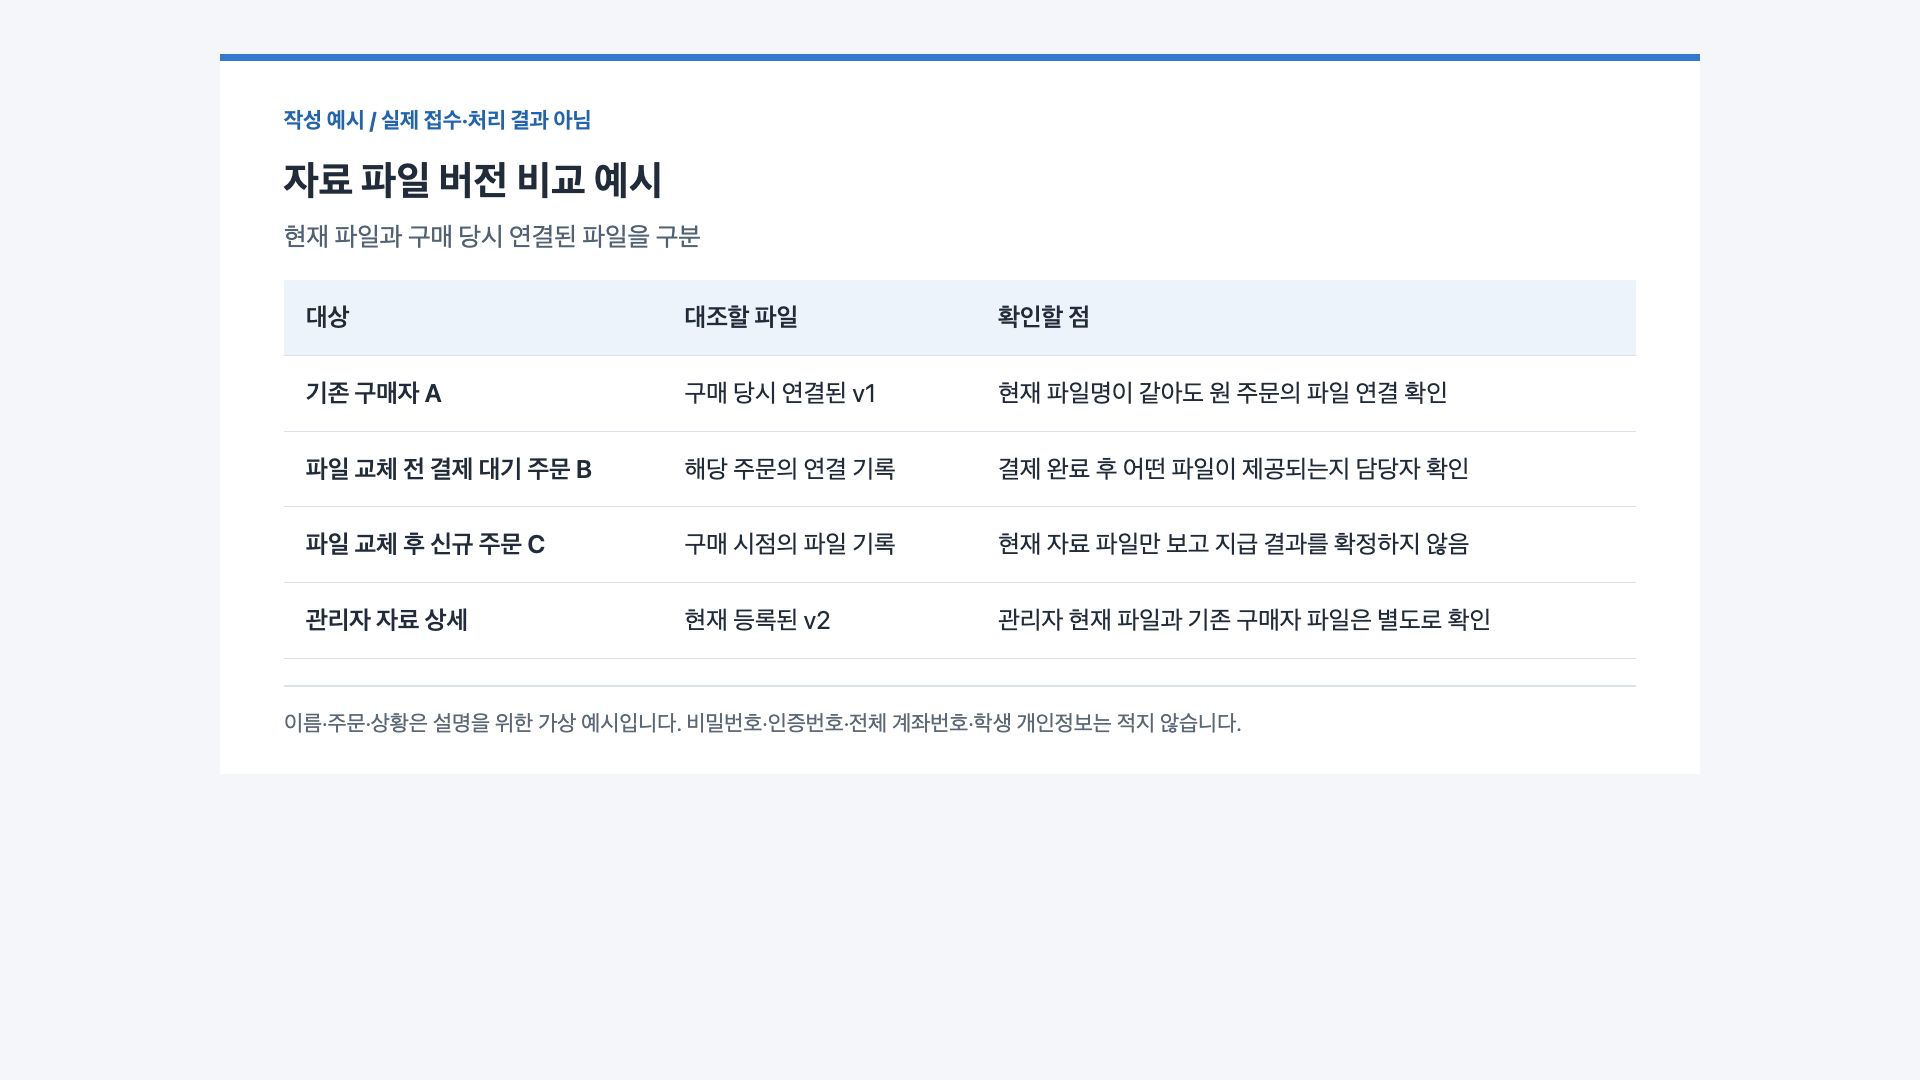 작성 예시 / 실제 접수·처리 결과 아님
자료 파일 버전 비교 예시
현재 파일과 구매 당시 연결된 파일을 구분
대상 대조할 파일 확인할 점
기존 구매자 A 구매 당시 연결된 v1 현재 파일명이 같아도 원 주문의 파일 연결 확인
파일 교체 전 결제 대기 주문 B 해당 주문의 연결 기록 결제 완료 후 어떤 파일이 제공되는지 담당자 확인
파일 교체 후 신규 주문 C 구매 시점의 파일 기록 현재 자료 파일만 보고 지급 결과를 확정하지 않음
관리자 자료 상세 현재 등록된 v2 관리자 현재 파일과 기존 구매자 파일은 별도로 확인
이름·주문·상황은 설명을 위한 가상 예시입니다. 비밀번호·인증번호·전체 계좌번호·학생 개인정보는 적지 않습니다.